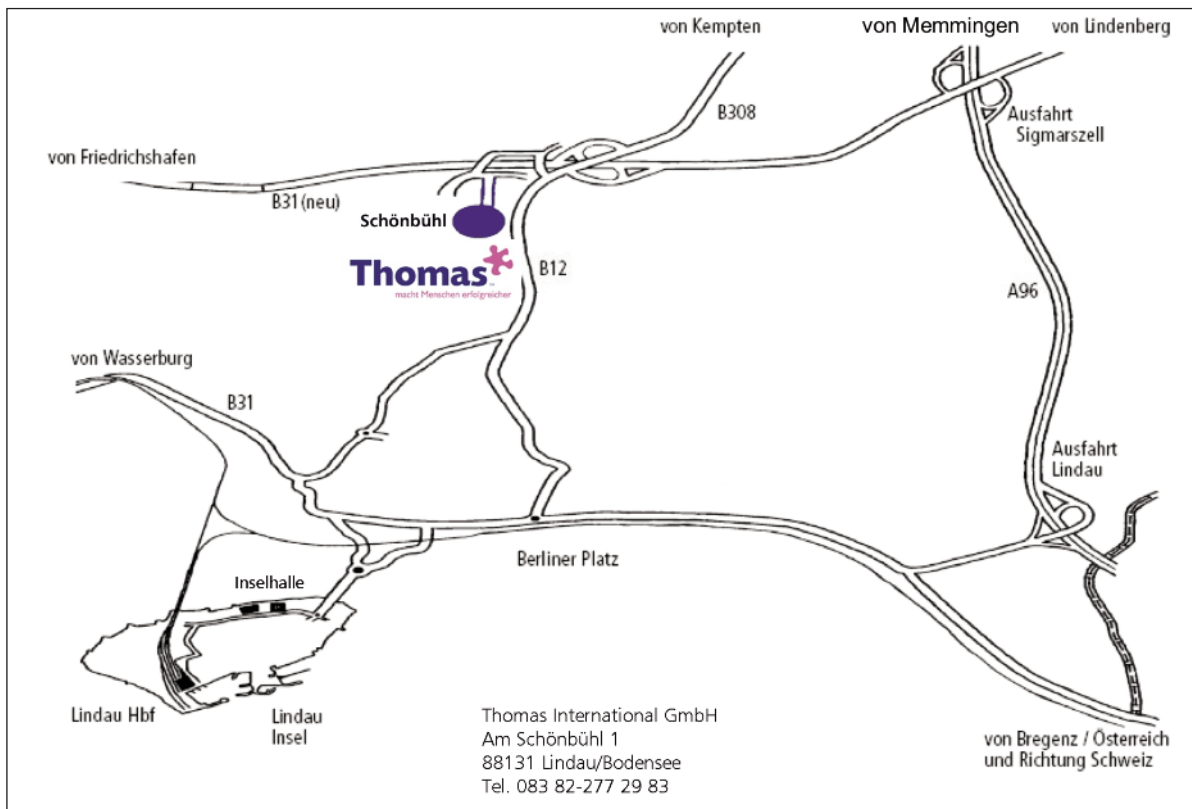 von Kempten
von Memmingen
von Lindenberg
B308
Ausfahrt
Sigmarszell
von Friedrichshafen
B31(neu)
Schönbühl
Thomas
macht Menschen erfolgreicher
B12
A96
von Wasserburg
B31
Ausfahrt
Lindau
Berliner Platz
Inselhalle
Lindau Hbf
Lindau
Insel
Thomas International GmbH
Am Schönbühl 1
88131 Lindau/Bodensee
Tel. 083 82-277 29 83
von Bregenz / Österreich
und Richtung Schweiz